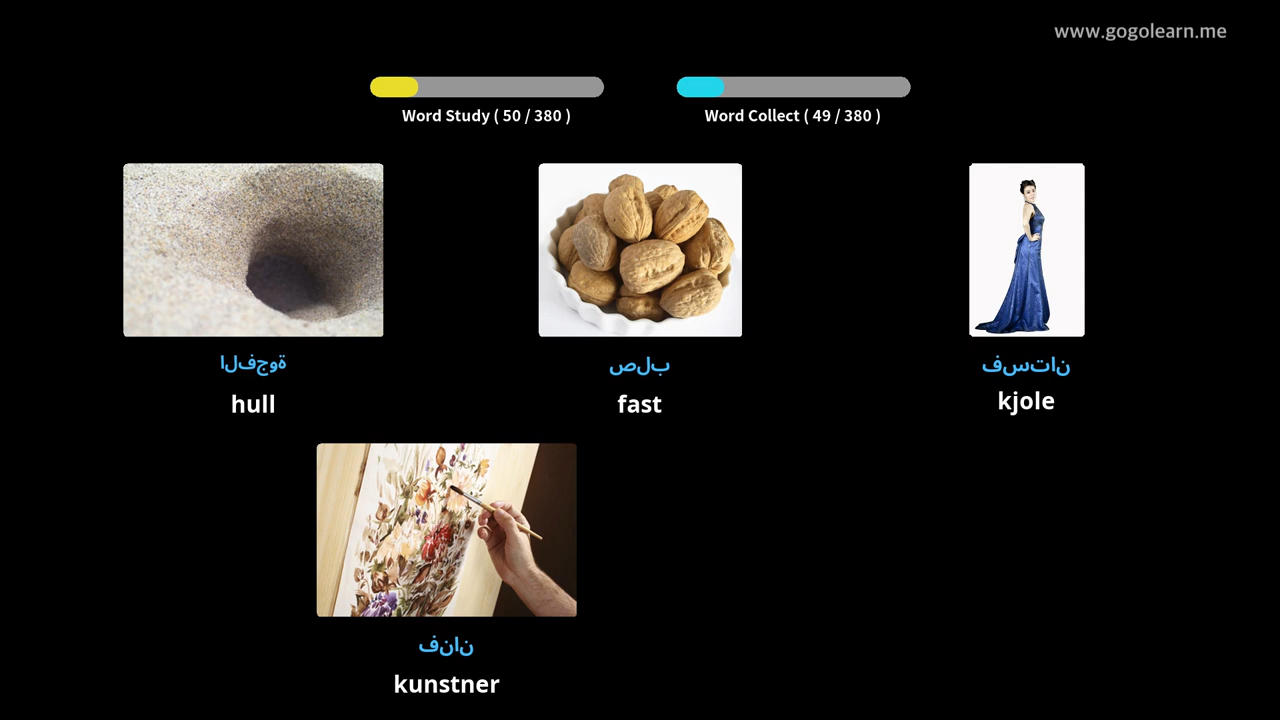 www.gogolearn.me
Word Study ( 50 / 380 )
Word Collect ( 49 / 380 )
الفجوة
hull
صلب
fast
فستان
kjole
فنان
kunstner